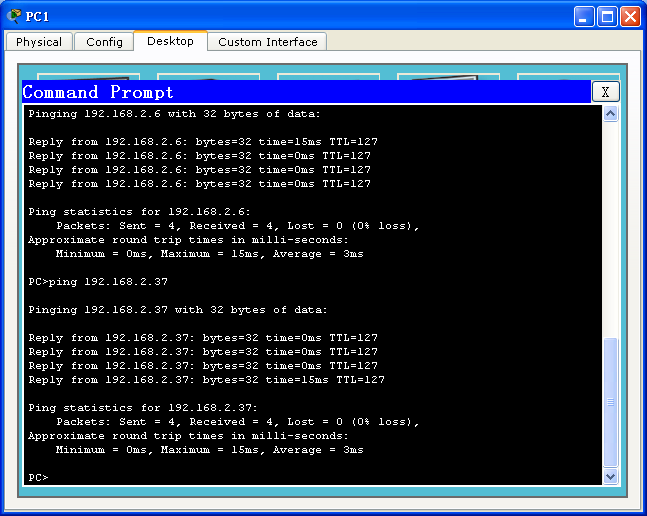 PC1
Physical Config Desktop Custom Interface
Command Prompt X
Pinging 192.168.2.6 with 32 bytes of data:
Reply from 192.168.2.6: bytes=32 time=15ms TTL=127
Reply from 192.168.2.6: bytes=32 time=0ms TTL=127
Reply from 192.168.2.6: bytes=32 time=0ms TTL=127
Reply from 192.168.2.6: bytes=32 time=0ms TTL=127
Ping statistics for 192.168.2.6:
Packets: Sent = 4, Received = 4, Lost = 0 (0% loss),
Approximate round trip times in milli-seconds:
Minimum = 0ms, Maximum = 15ms, Average = 3ms
PC>ping 192.168.2.37
Pinging 192.168.2.37 with 32 bytes of data:
Reply from 192.168.2.37: bytes=32 time=0ms TTL=127
Reply from 192.168.2.37: bytes=32 time=0ms TTL=127
Reply from 192.168.2.37: bytes=32 time=0ms TTL=127
Reply from 192.168.2.37: bytes=32 time=15ms TTL=127
Ping statistics for 192.168.2.37:
Packets: Sent = 4, Received = 4, Lost = 0 (0% loss),
Approximate round trip times in milli-seconds:
Minimum = 0ms, Maximum = 15ms, Average = 3ms
PC>